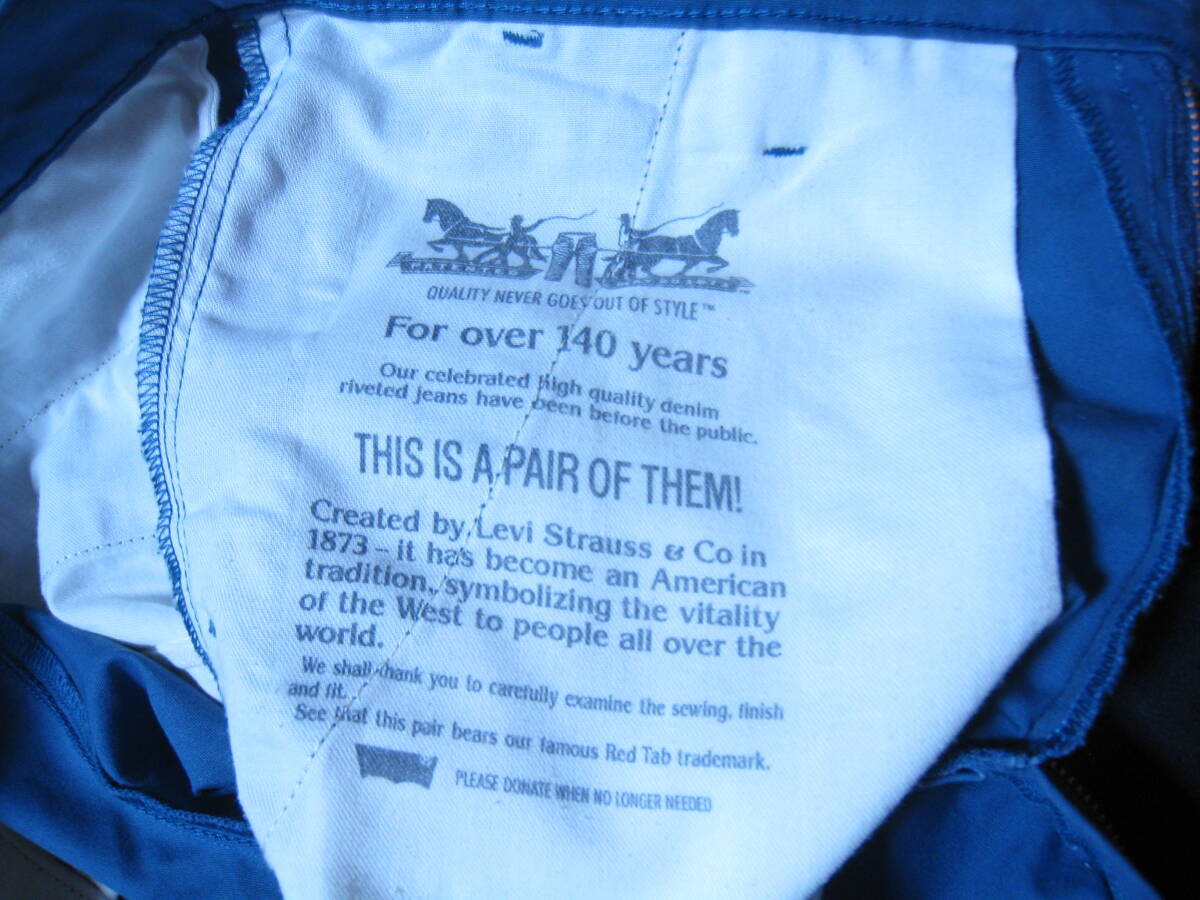 QUALITY NEVER GOES OUT OF STYLE™
For over 140 years
Our celebrated high quality denim
riveted jeans have been before the public.
THIS IS A PAIR OF THEM!
Created by Levi Strauss & Co in
1873 – it has become an American
tradition, symbolizing the vitality
of the West to people all over the
world.
We shall thank you to carefully examine the sewing, finish
and fit.
See that this pair bears our famous Red Tab trademark.
PLEASE DONATE WHEN NO LONGER NEEDED